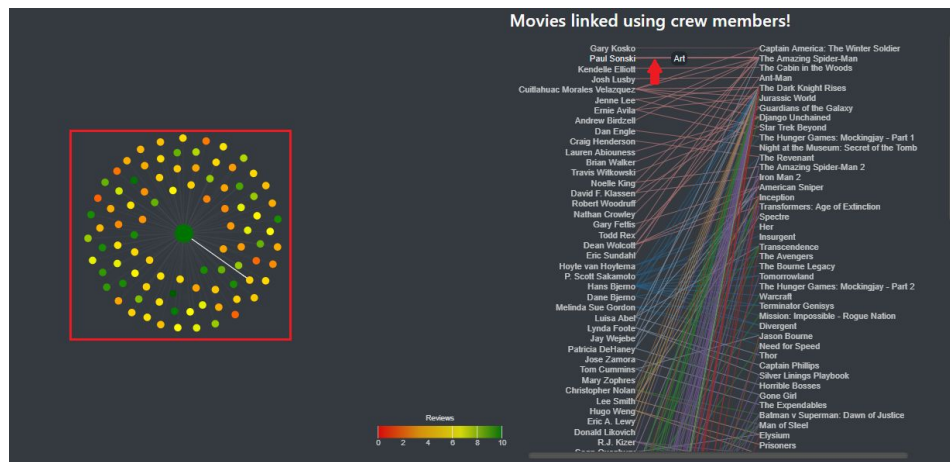 Movies linked using crew members!
Gary Kosko
Paul Sonski
Kendelle Elliott
Josh Lusby
Cuillahuac Morales Velazquez
Jenne Lee
Ernie Avila
Andrew Birdzell
Dan Engle
Craig Henderson
Lauren Abiouness
Brian Walker
Travis Witkowski
Noelle King
David F. Klassen
Robert Woodruff
Nathan Crowley
Gary Fettis
Todd Rex
Dean Wolcott
Eric Sundahl
Hoyle van Hoytema
P. Scott Sakamoto
Hans Bjerno
Dane Bjerno
Melinda Sue Gordon
Luisa Abel
Lynda Foote
Jay Wejebe
Patricia DeHaney
Jose Zamora
Tom Cummins
Mary Zophres
Christopher Nolan
Lee Smith
Hugo Weng
Eric A. Lewy
Donald Likovich
R.J. Kizer
Art
Captain America: The Winter Soldier
The Amazing Spider-Man
The Cabin in the Woods
Ant-Man
The Dark Knight Rises
Jurassic World
Guardians of the Galaxy
Django Unchained
Star Trek Beyond
The Hunger Games: Mockingjay - Part 1
Night at the Museum: Secret of the Tomb
The Revenant
The Amazing Spider-Man 2
Iron Man 2
American Sniper
Inception
Transformers: Age of Extinction
Spectre
Her
Insurgent
Transcendence
The Avengers
The Bourne Legacy
Tomorrowland
The Hunger Games: Mockingjay - Part 2
Warcraft
Terminator Genisys
Mission: Impossible - Rogue Nation
Divergent
Jason Bourne
Need for Speed
Thor
Captain Phillips
Silver Linings Playbook
Horrible Bosses
Gone Girl
The Expendables
Batman v Superman: Dawn of Justice
Man of Steel
Elysium
Prisoners
Reviews
0 2 4 6 8 10